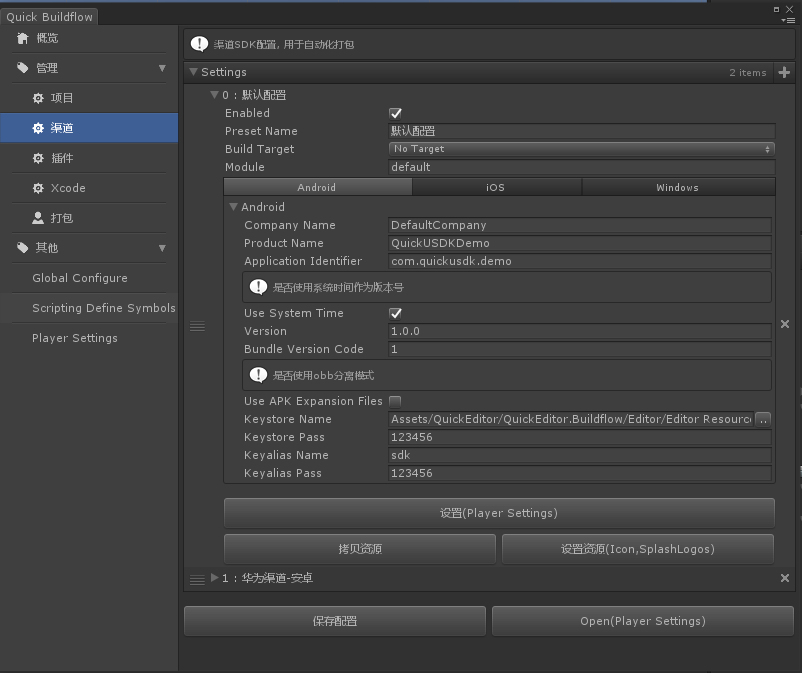 Quick Buildflow
概览
管理
项目
渠道
插件
Xcode
打包
其他
Global Configure
Scripting Define Symbols
Player Settings
渠道SDK配置, 用于自动化打包
Settings 2 items
0 : 默认配置
Enabled
Preset Name 默认配置
Build Target No Target
Module default
Android iOS Windows
Android
Company Name DefaultCompany
Product Name QuickUSDKDemo
Application Identifier com.quickusdk.demo
是否使用系统时间作为版本号
Use System Time
Version 1.0.0
Bundle Version Code 1
是否使用obb分离模式
Use APK Expansion Files
Keystore Name Assets/QuickEditor/QuickEditor.Buildflow/Editor/Editor Resourc ..
Keystore Pass 123456
Keyalias Name sdk
Keyalias Pass 123456
设置(Player Settings)
拷贝资源 设置资源(Icon,SplashLogos)
1 : 华为渠道-安卓
保存配置 Open(Player Settings)